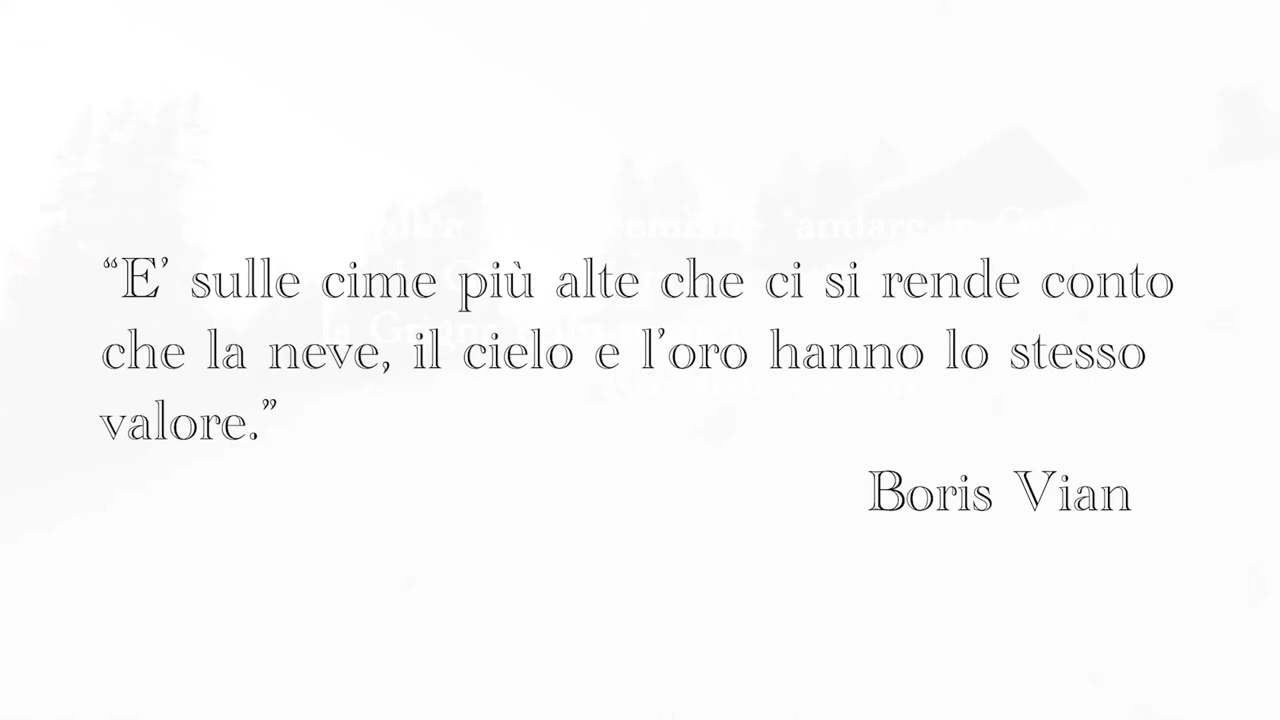 “E’ sulle cime più alte che ci si rende conto
che la neve, il cielo e l’oro hanno lo stesso
valore.”
Boris Vian